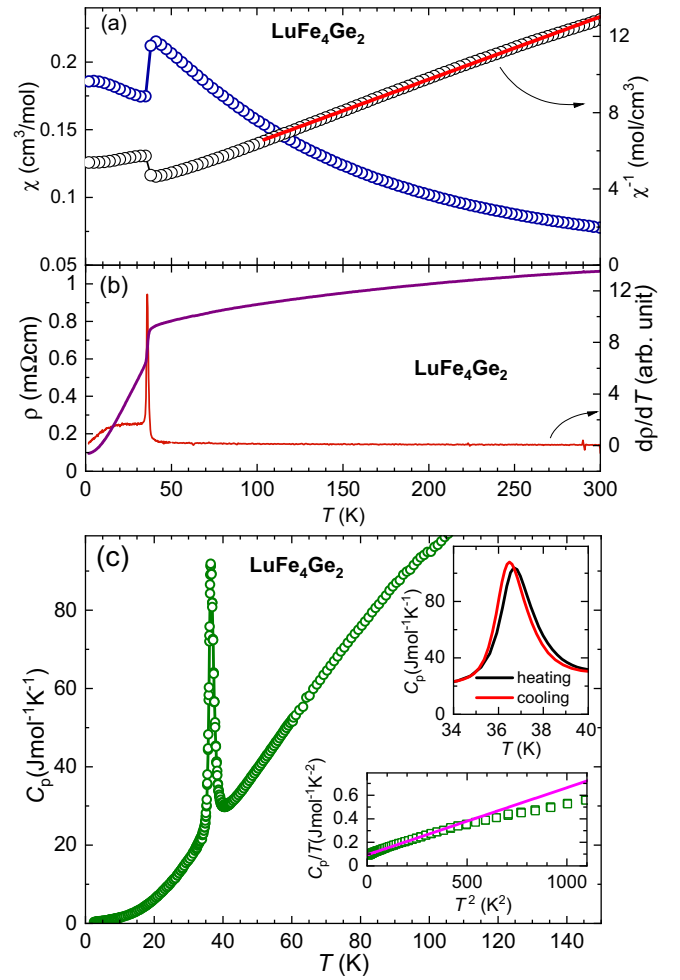 (a)
LuFe4Ge2
χ (cm3/mol)
0.2
0.15
0.1
0.05
12
8
4
0
χ-1 (mol/cm3)
(b)
LuFe4Ge2
ρ (mΩcm)
1
0.8
0.6
0.4
0.2
0
12
6
0
dρ/dT (arb. unit)
0 50 100 150 200 250 300
T (K)
(c)
LuFe4Ge2
Cp(Jmol-1K-1)
80
60
40
20
0
0 20 40 60 80 100 120 140
T (K)
Cp(Jmol-1K-1)
120
80
40
0
heating
cooling
34 36 38 40
T (K)
Cp/T(Jmol-1K-2)
0.6
0.4
0.2
0.0
0 500 1000
T2 (K2)